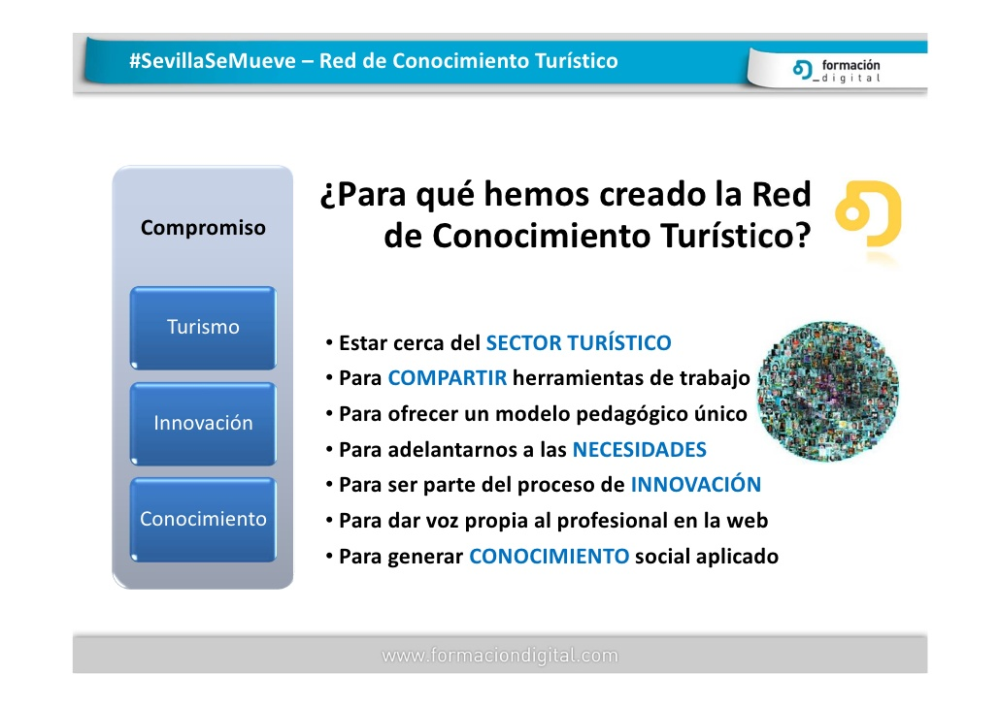 #SevillaSeMueve – Red de Conocimiento Turístico
formación
_digital
Compromiso
Turismo
Innovación
Conocimiento
¿Para qué hemos creado la Red
de Conocimiento Turístico?
• Estar cerca del SECTOR TURÍSTICO
• Para COMPARTIR herramientas de trabajo
• Para ofrecer un modelo pedagógico único
• Para adelantarnos a las NECESIDADES
• Para ser parte del proceso de INNOVACIÓN
• Para dar voz propia al profesional en la web
• Para generar CONOCIMIENTO social aplicado
www.formaciondigital.com